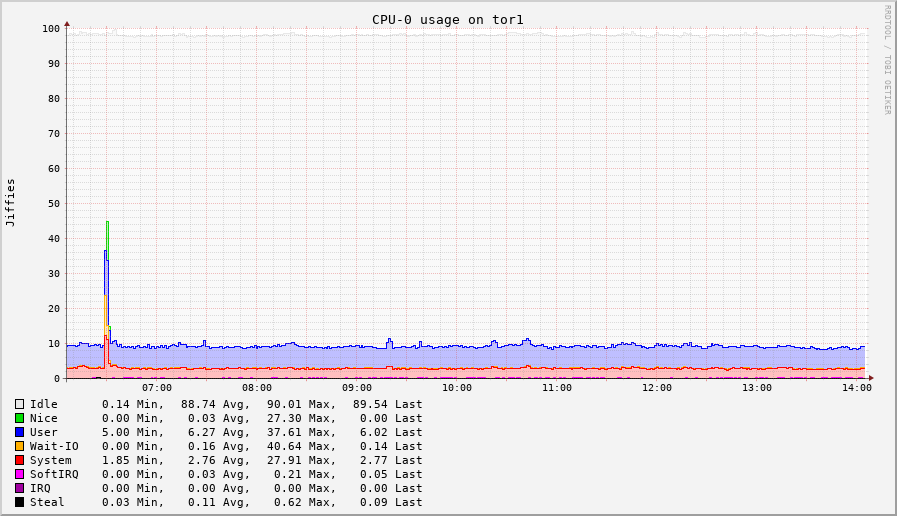 CPU-0 usage on tor1
RRDTOOL / TOBI OETIKER
Jiffies
100
90
80
70
60
50
40
30
20
10
0
07:00 08:00 09:00 10:00 11:00 12:00 13:00 14:00
Idle 0.14 Min, 88.74 Avg, 90.01 Max, 89.54 Last
Nice 0.00 Min, 0.03 Avg, 27.30 Max, 0.00 Last
User 5.00 Min, 6.27 Avg, 37.61 Max, 6.02 Last
Wait-IO 0.00 Min, 0.16 Avg, 40.64 Max, 0.14 Last
System 1.85 Min, 2.76 Avg, 27.91 Max, 2.77 Last
SoftIRQ 0.00 Min, 0.03 Avg, 0.21 Max, 0.05 Last
IRQ 0.00 Min, 0.00 Avg, 0.00 Max, 0.00 Last
Steal 0.03 Min, 0.11 Avg, 0.62 Max, 0.09 Last